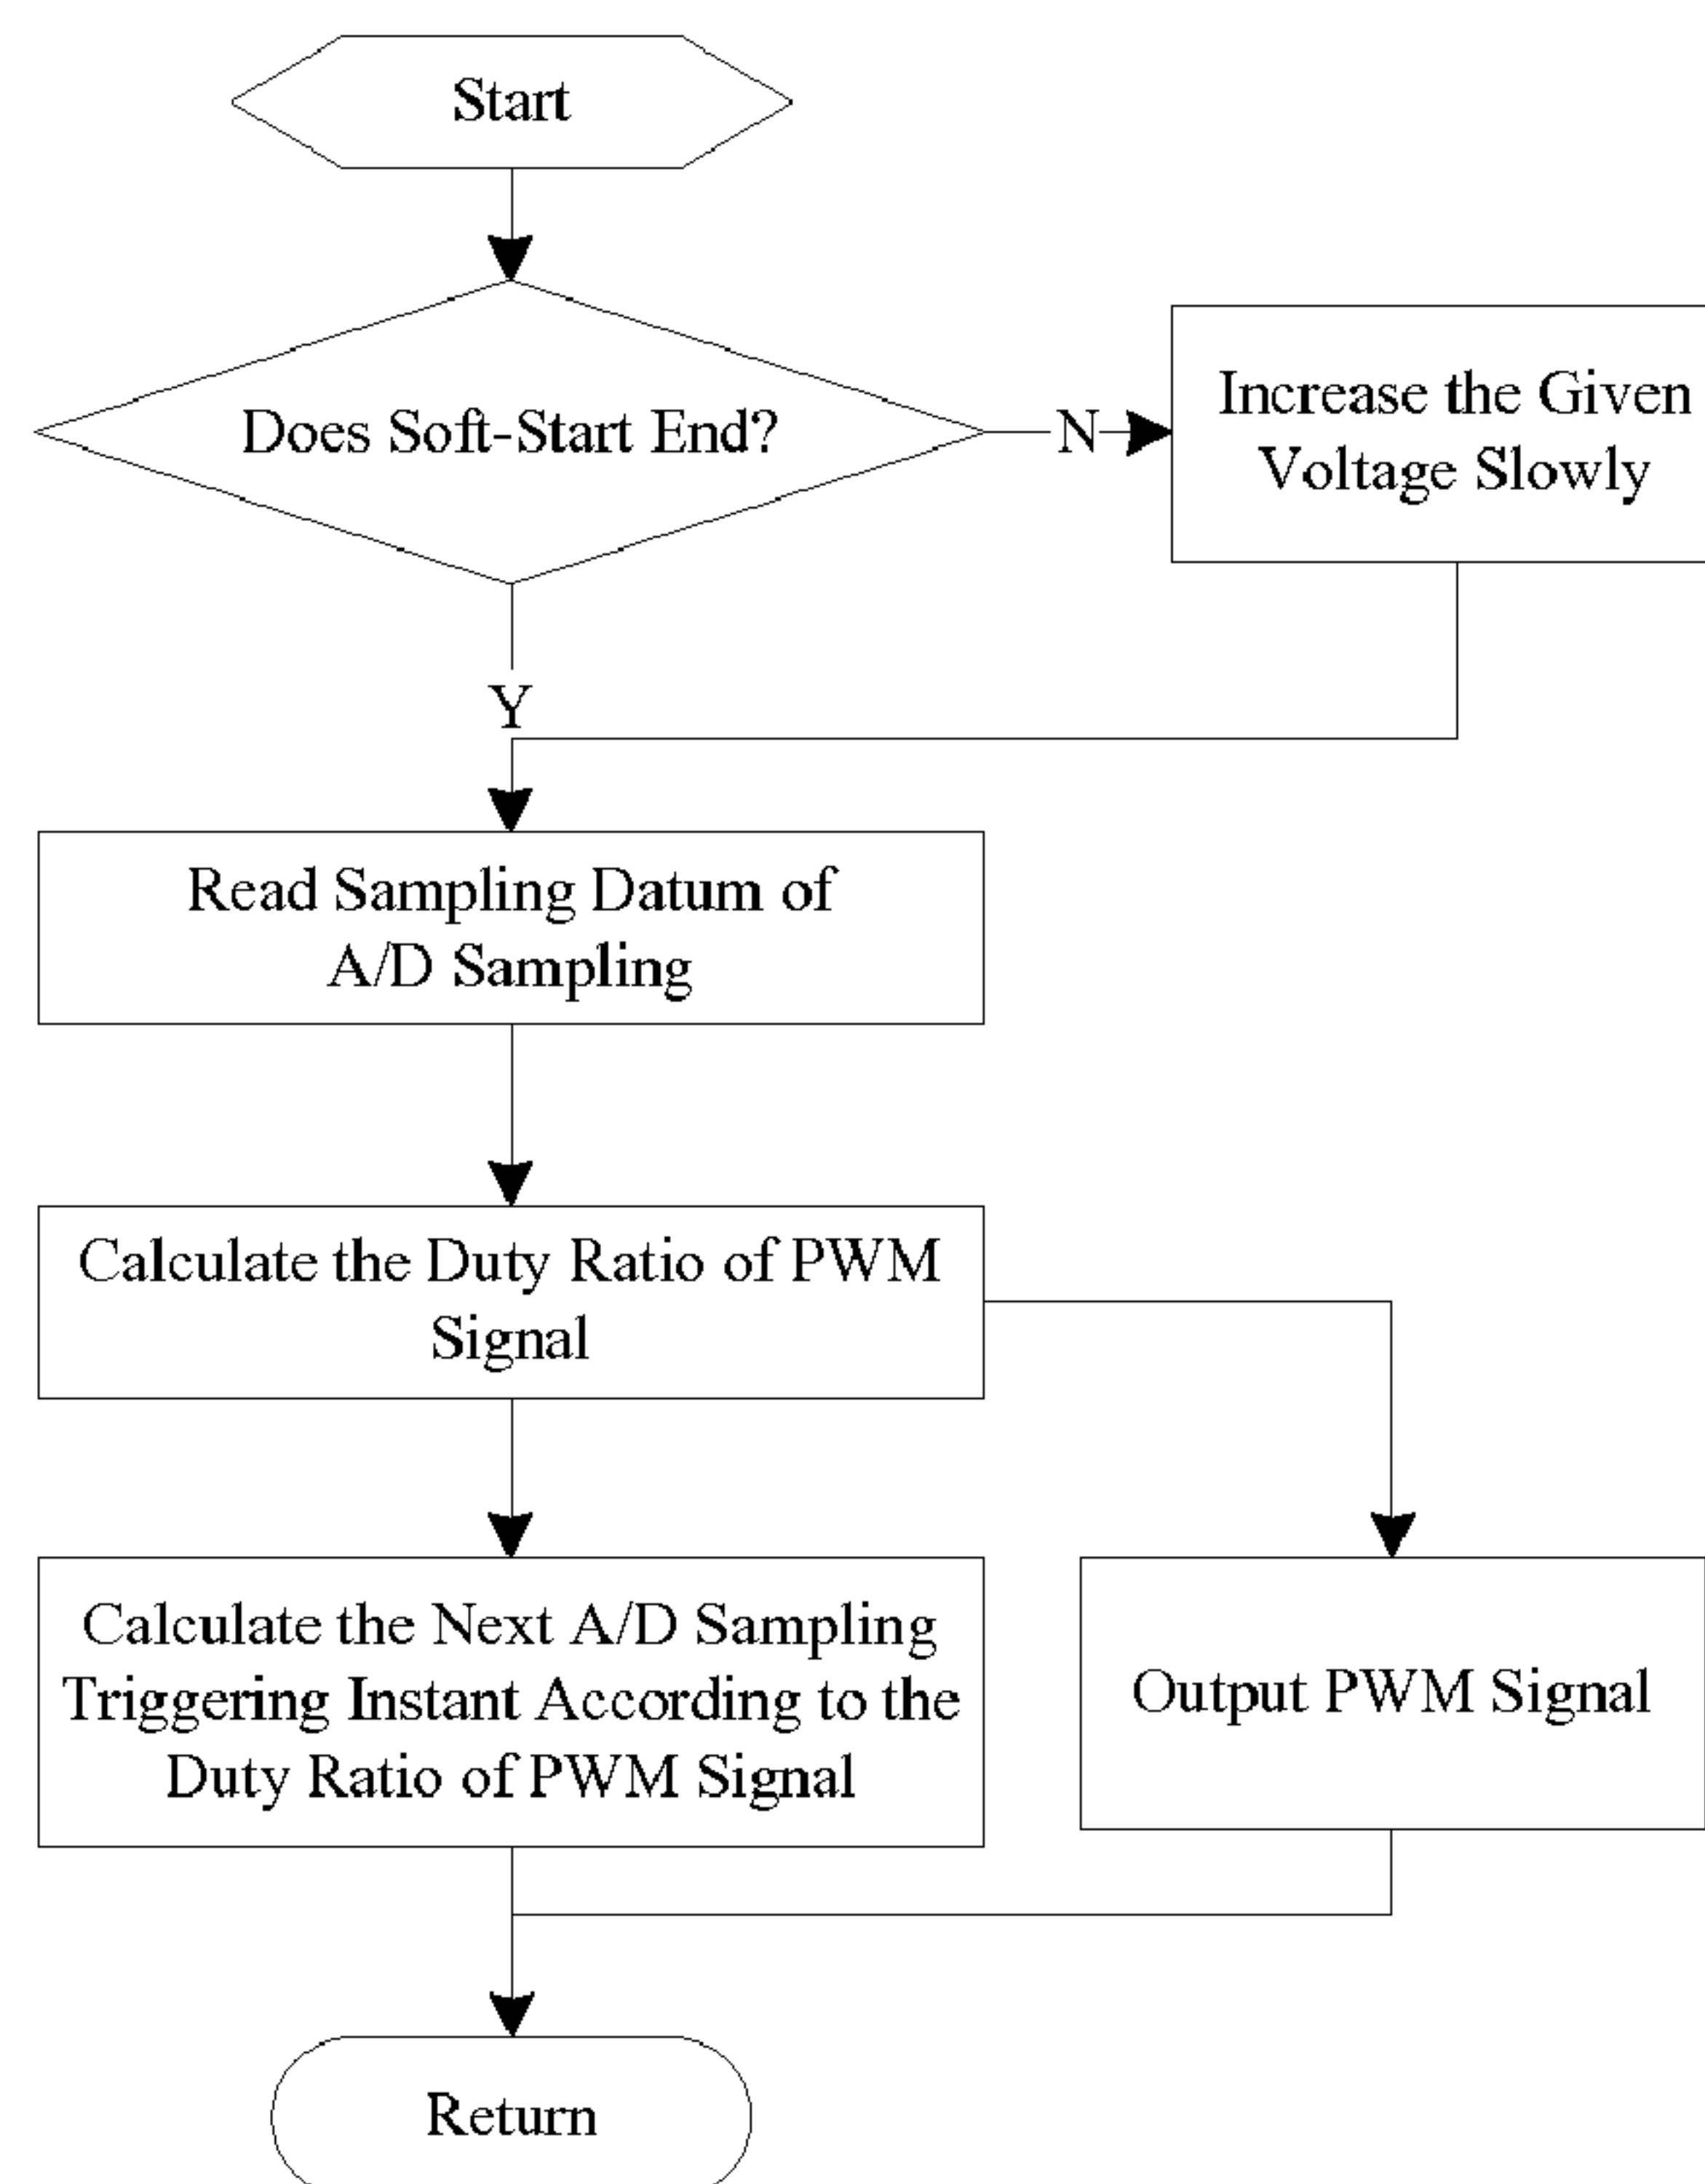 Start
Does Soft-Start End?
N
Increase the Given
Voltage Slowly
Y
Read Sampling Datum of
A/D Sampling
Calculate the Duty Ratio of PWM
Signal
Calculate the Next A/D Sampling
Triggering Instant According to the
Duty Ratio of PWM Signal
Output PWM Signal
Return